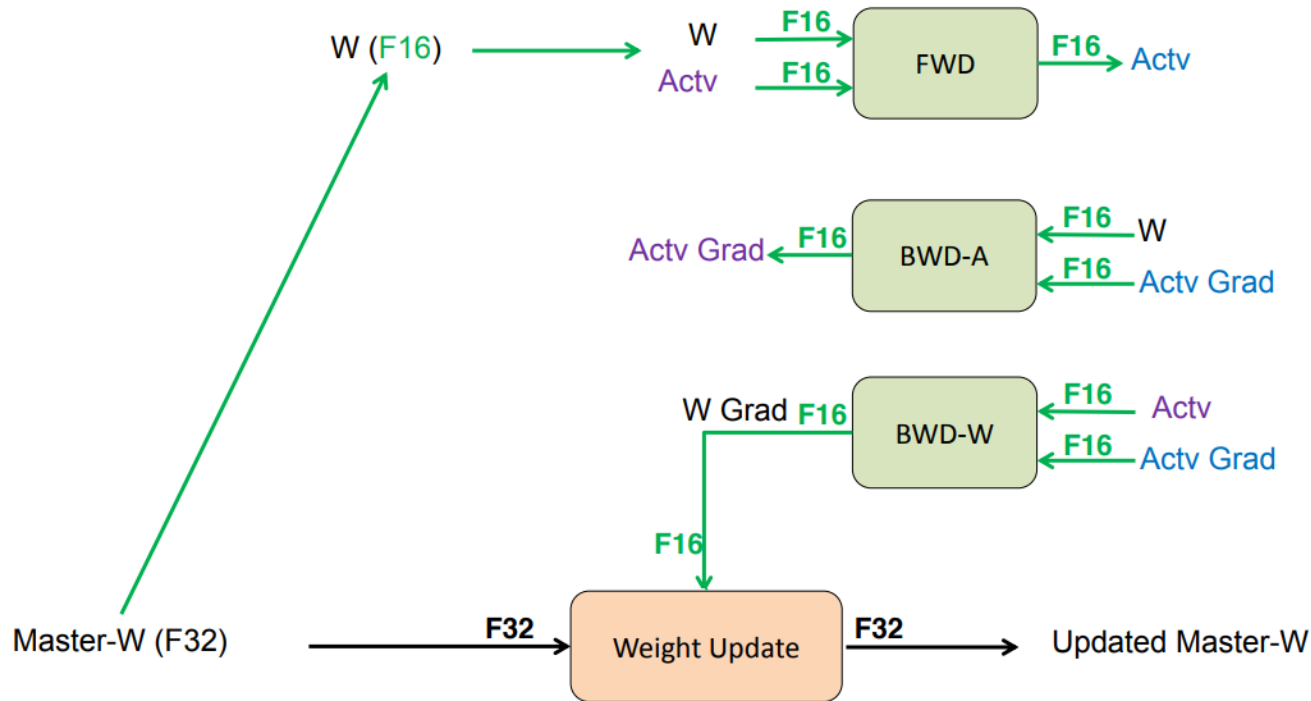 W (F16)
W
F16
F16
Actv
F16
FWD
F16
Actv
Actv Grad
F16
BWD-A
F16
W
F16
Actv Grad
W Grad
F16
BWD-W
F16
Actv
F16
Actv Grad
F16
Master-W (F32)
F32
Weight Update
F32
Updated Master-W